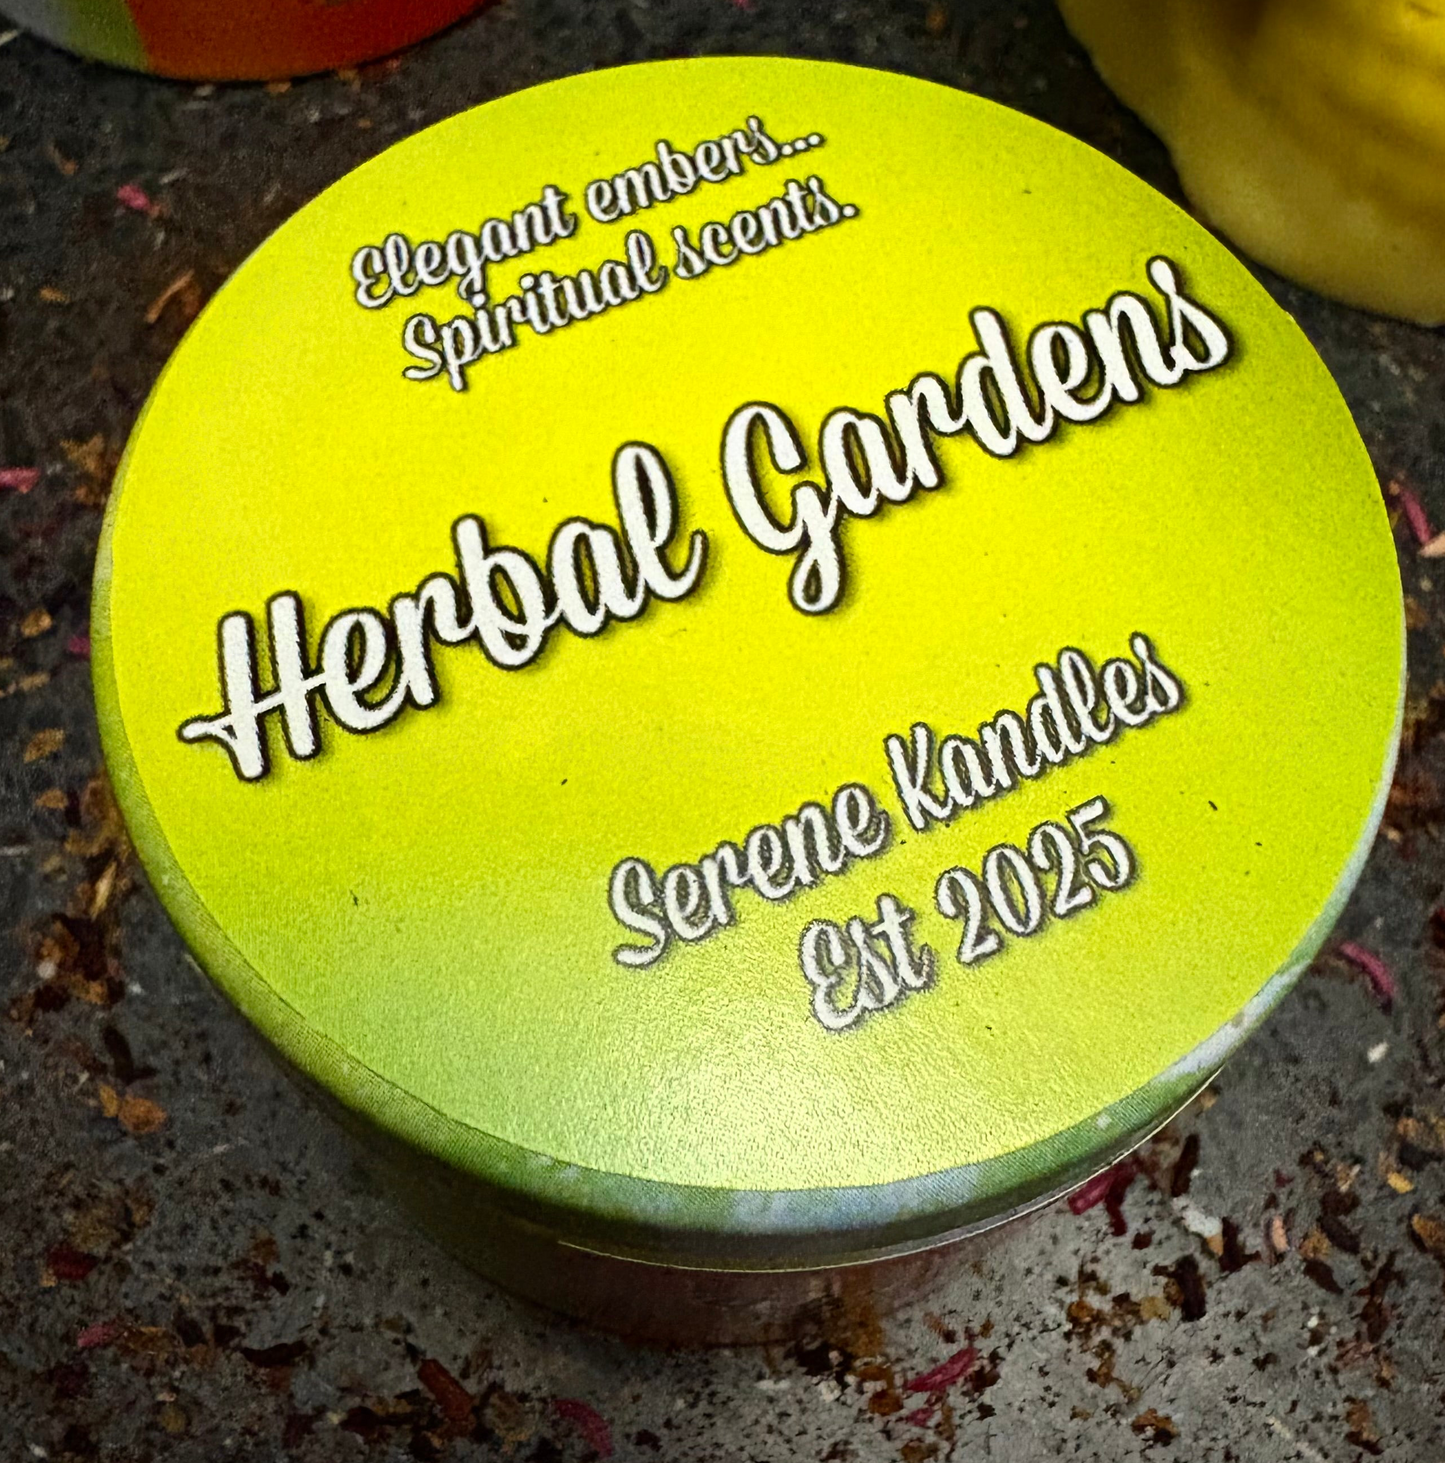 Elegant embers...
Spiritual scents.
Herbal Gardens
Serene Kandles
Est 2025